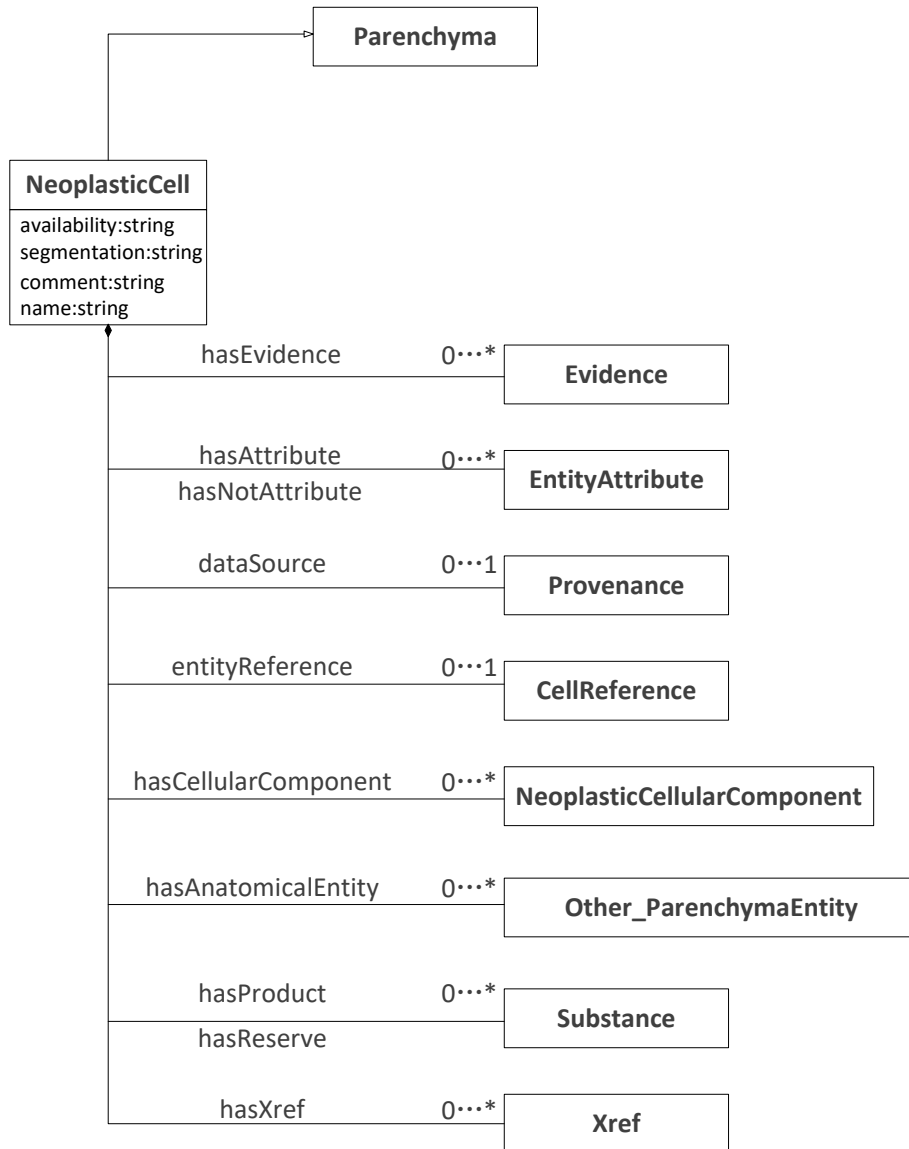 Parenchyma
NeoplasticCell
availability:string
segmentation:string
comment:string
name:string
hasEvidence 0···*
Evidence
hasAttribute 0···*
hasNotAttribute
EntityAttribute
dataSource 0···1
Provenance
entityReference 0···1
CellReference
hasCellularComponent 0···*
NeoplasticCellularComponent
hasAnatomicalEntity 0···*
Other_ParenchymaEntity
hasProduct 0···*
hasReserve
Substance
hasXref 0···*
Xref